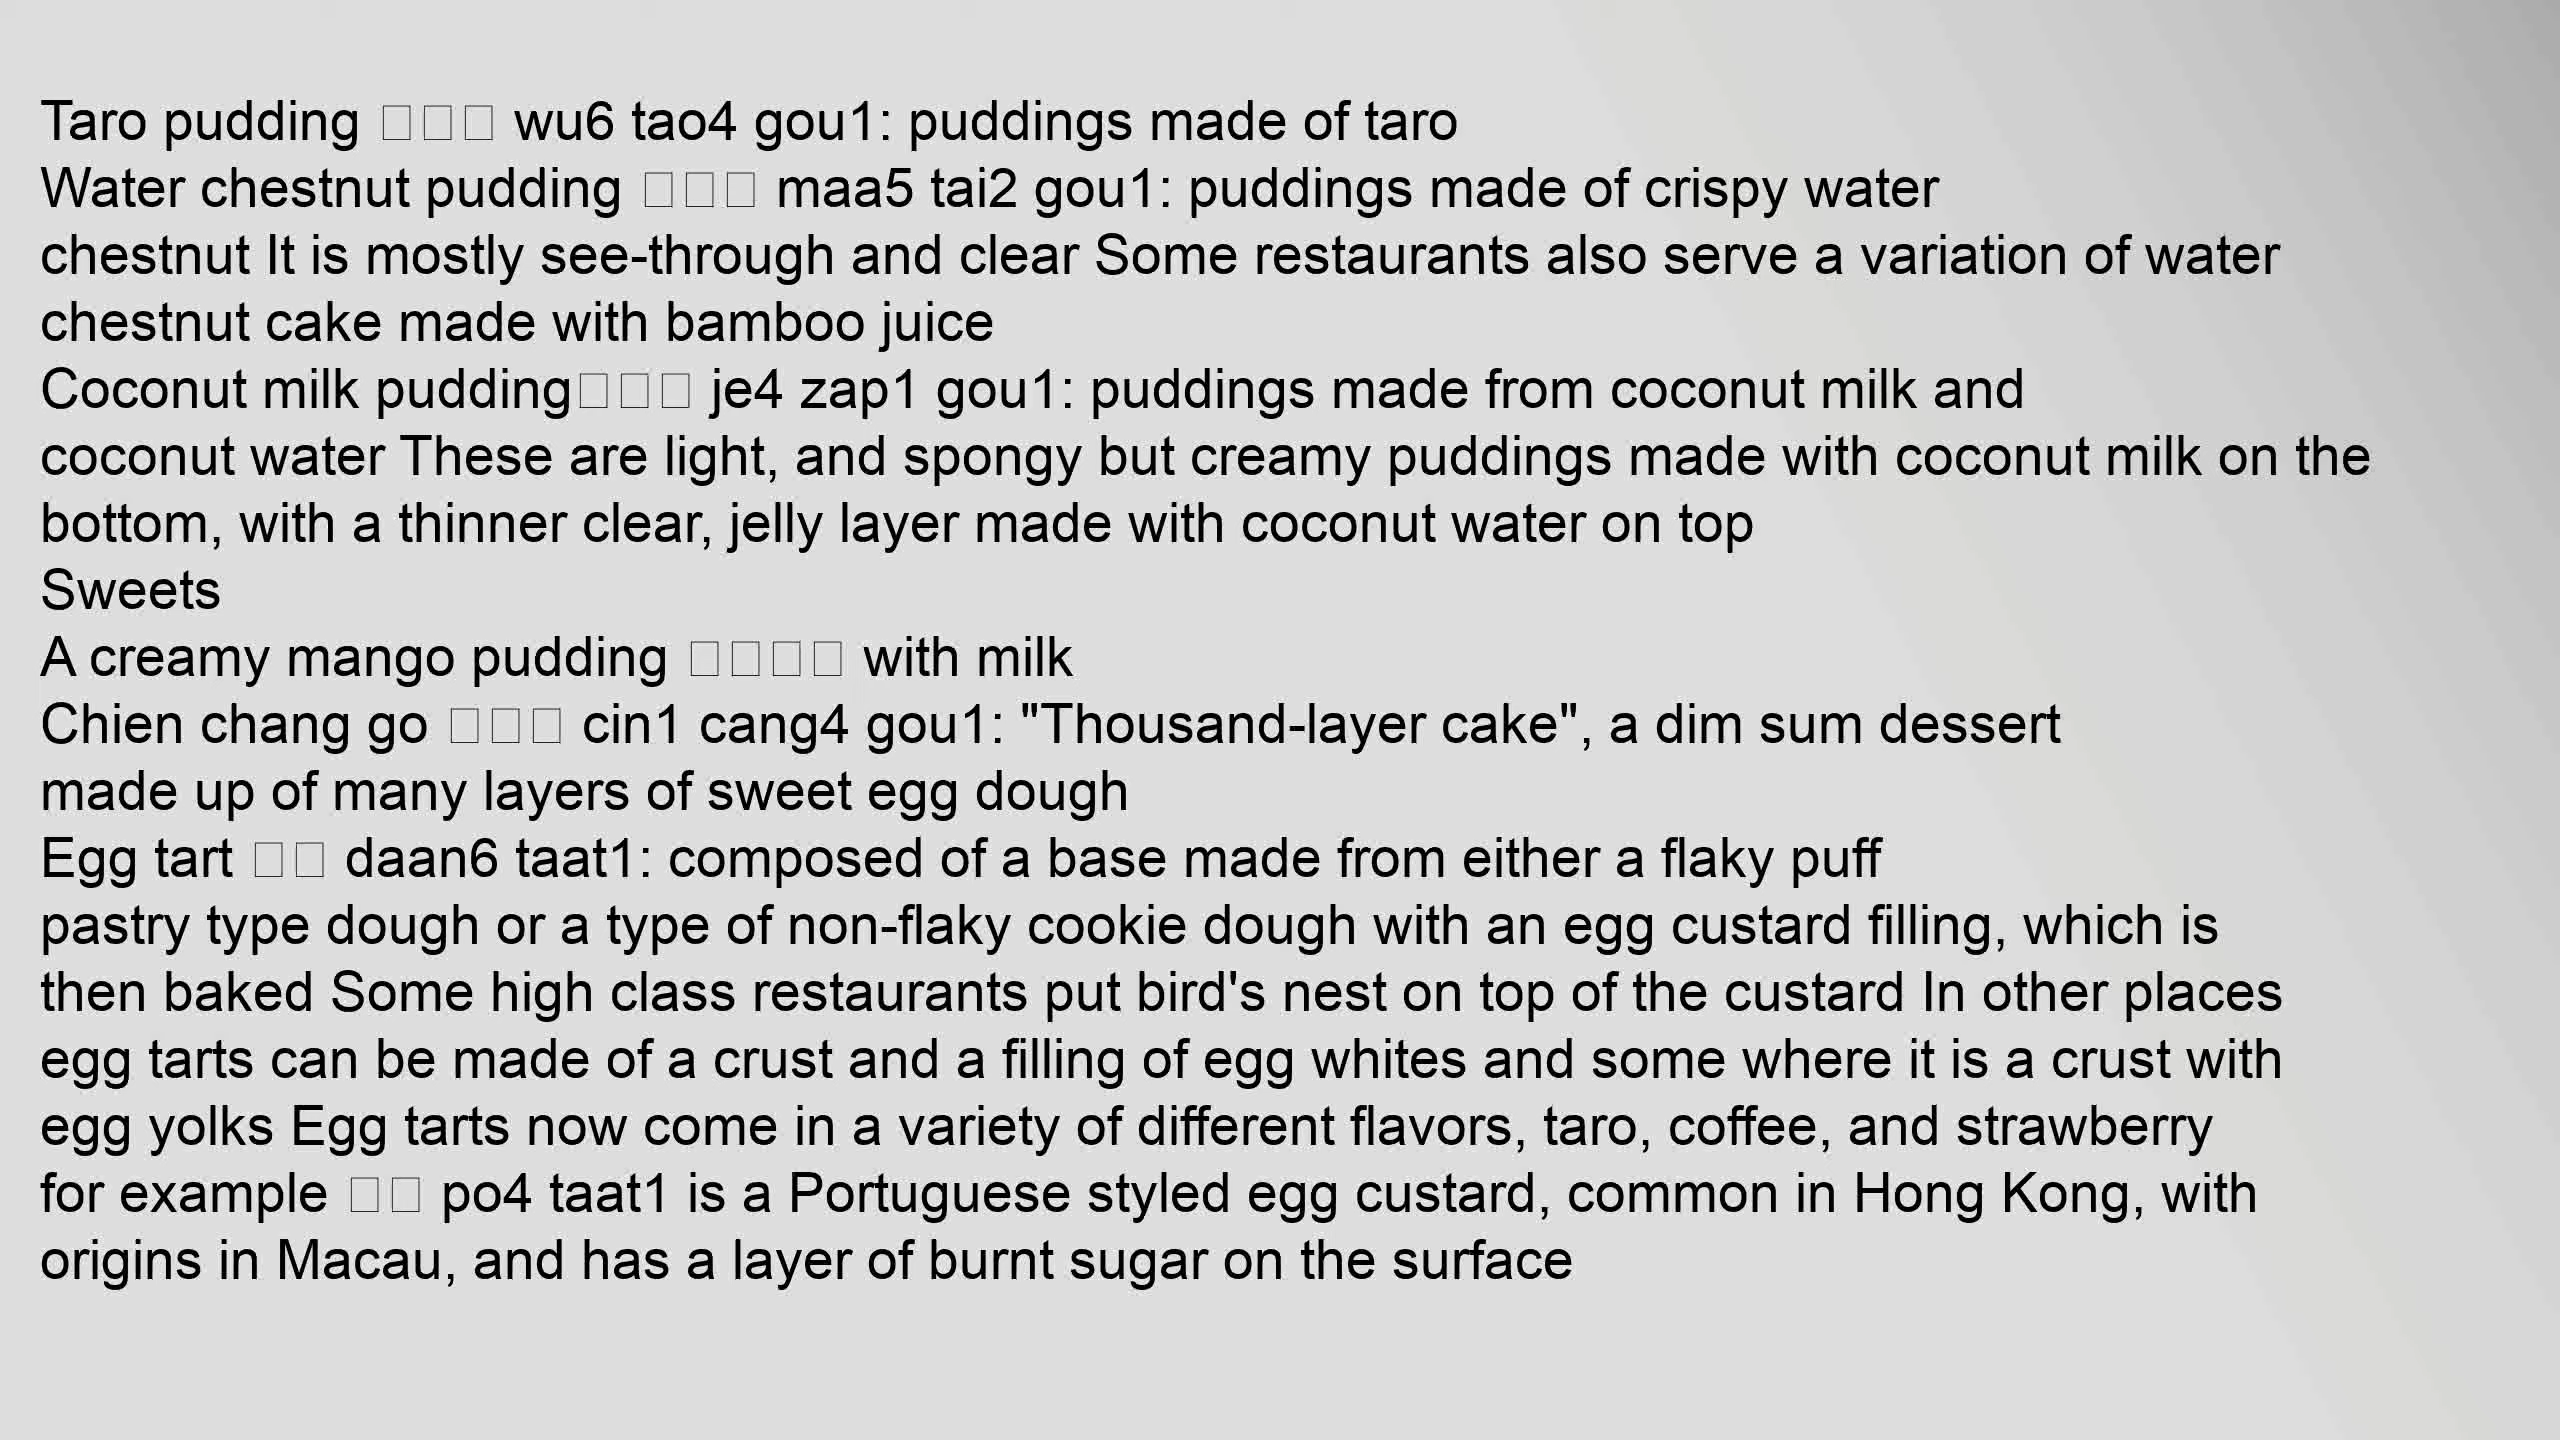 Taro pudding □□□ wu6 tao4 gou1: puddings made of taro
Water chestnut pudding □□□ maa5 tai2 gou1: puddings made of crispy water
chestnut It is mostly see-through and clear Some restaurants also serve a variation of water
chestnut cake made with bamboo juice
Coconut milk pudding□□□ je4 zap1 gou1: puddings made from coconut milk and
coconut water These are light, and spongy but creamy puddings made with coconut milk on the
bottom, with a thinner clear, jelly layer made with coconut water on top
Sweets
A creamy mango pudding □□□□ with milk
Chien chang go □□□ cin1 cang4 gou1: "Thousand-layer cake", a dim sum dessert
made up of many layers of sweet egg dough
Egg tart □□ daan6 taat1: composed of a base made from either a flaky puff
pastry type dough or a type of non-flaky cookie dough with an egg custard filling, which is
then baked Some high class restaurants put bird's nest on top of the custard In other places
egg tarts can be made of a crust and a filling of egg whites and some where it is a crust with
egg yolks Egg tarts now come in a variety of different flavors, taro, coffee, and strawberry
for example □□ po4 taat1 is a Portuguese styled egg custard, common in Hong Kong, with
origins in Macau, and has a layer of burnt sugar on the surface